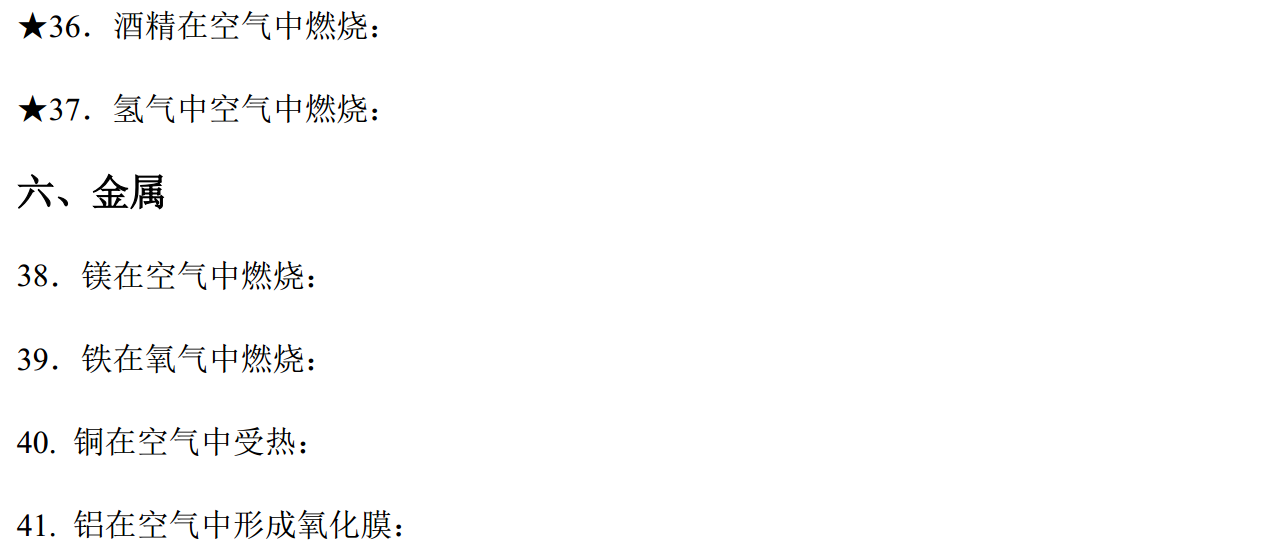 ★36．酒精在空气中燃烧：
★37．氢气中空气中燃烧：
六、金属
38．镁在空气中燃烧：
39．铁在氧气中燃烧：
40. 铜在空气中受热：
41. 铝在空气中形成氧化膜：